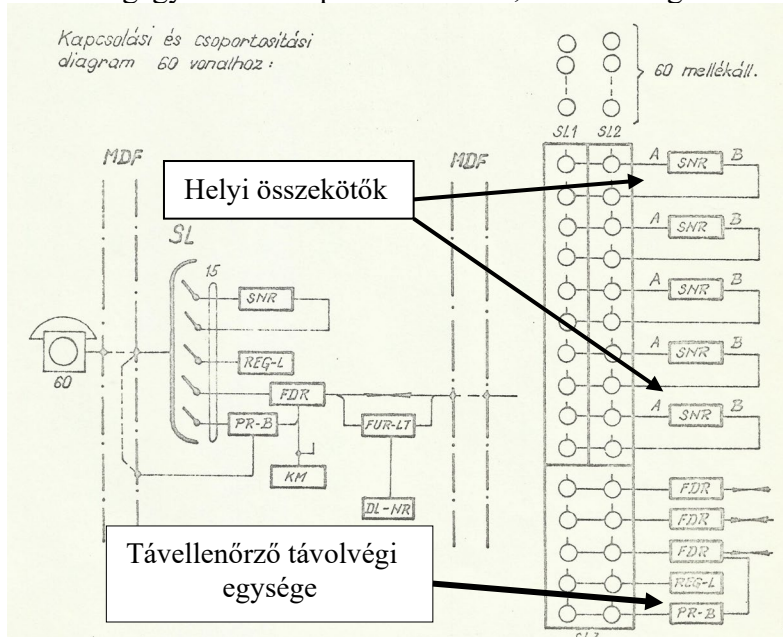 Kapcsolási és csoportosítási
diagram 60 vonalhoz:
60 mellékáll.
SL1 SL2
MDF
MDF
A SNR B
Helyi összekötők
SL
15
A SNR B
SNR
A SNR B
REG-L
A SNR B
60
FDR
PR-B
FUR-LT
A SNR B
KM
FDR
DL-NR
FDR
FDR
Távellenőrző távolvégi
egysége
REG-L
PR-B